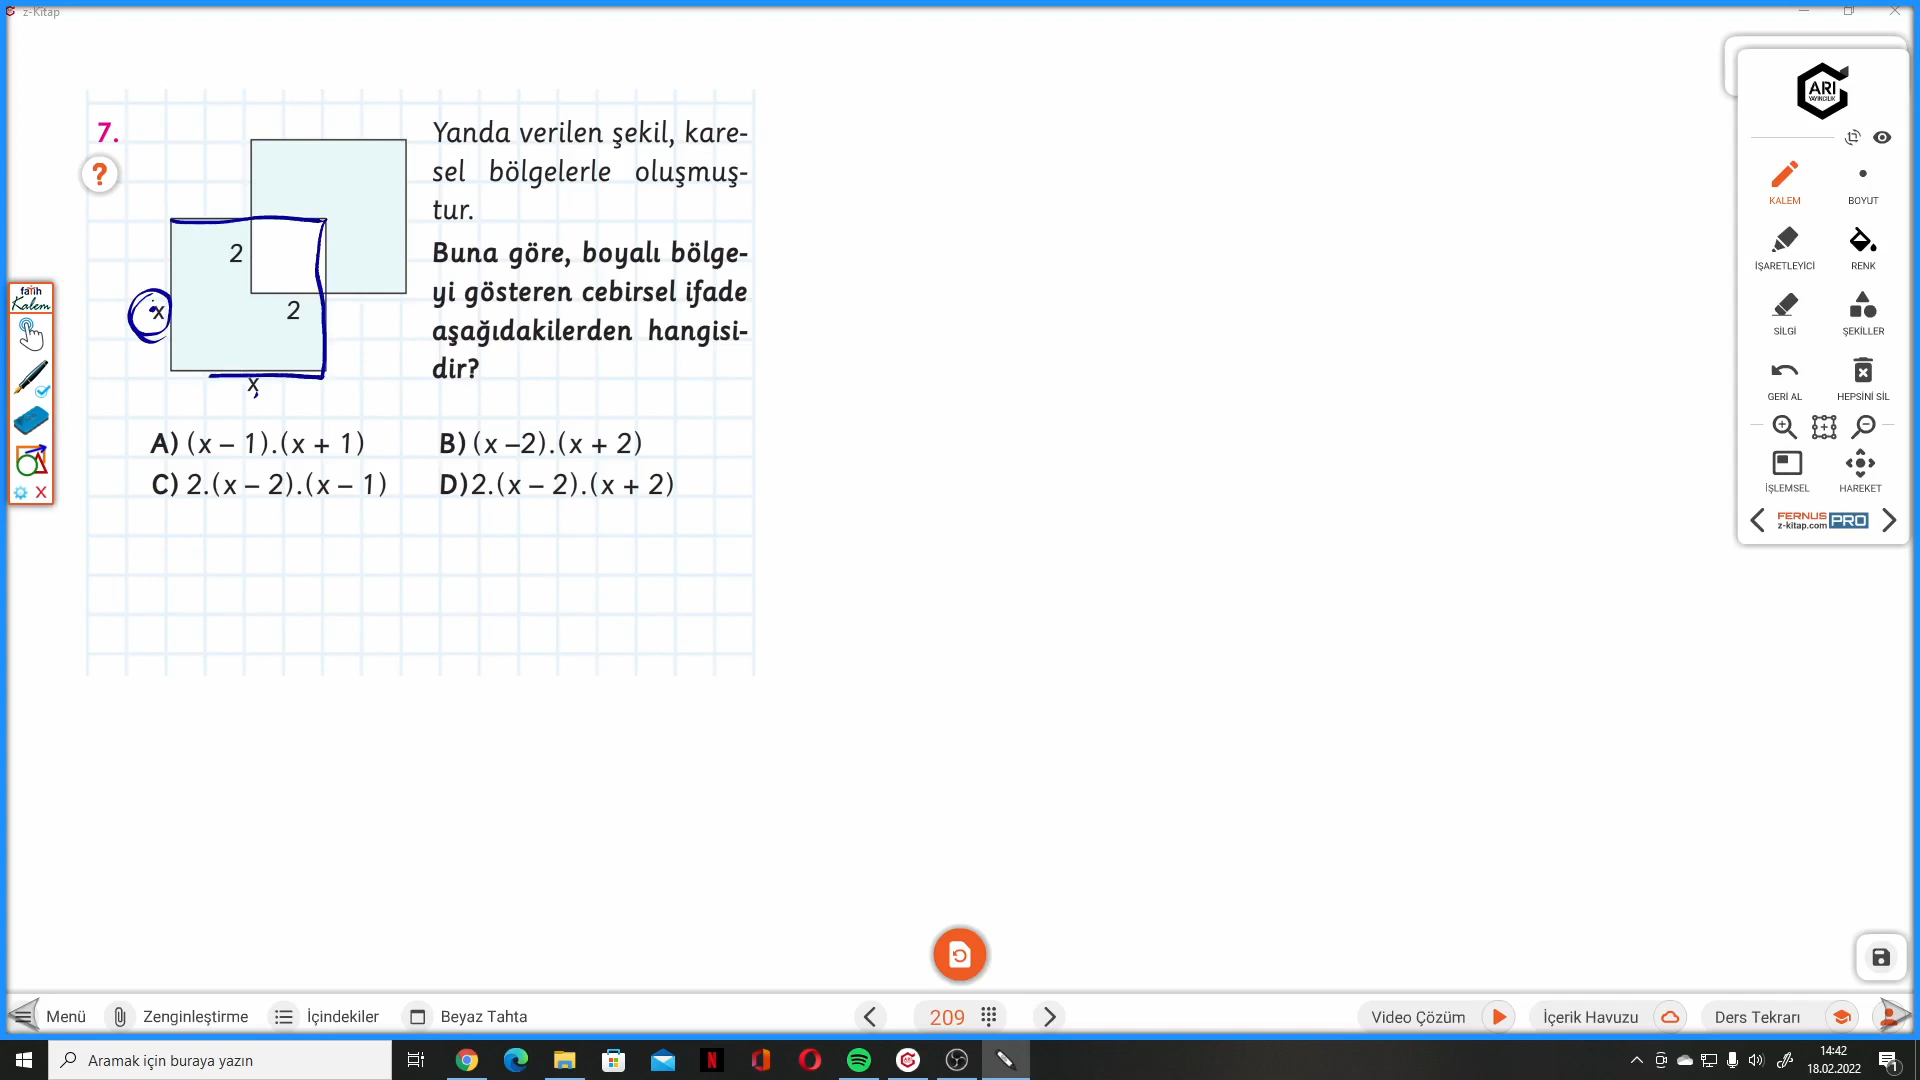 z-Kitap
7.
?
Yanda verilen şekil, kare-
sel bölgelerle oluşmuş-
tur.
Buna göre, boyalı bölge-
yi gösteren cebirsel ifade
aşağıdakilerden hangisi-
dir?
2
2
x
x
A) (x – 1).(x + 1)
B) (x –2).(x + 2)
C) 2.(x – 2).(x – 1)
D)2.(x – 2).(x + 2)
fatih
Kalem
ARI
YAYINCILIK
KALEM
BOYUT
İŞARETLEYİCİ
RENK
SİLGİ
ŞEKİLLER
GERİ AL
HEPSİNİ SİL
İŞLEMSEL
HAREKET
FERNUS
z-kitap.com PRO
Menü
Zenginleştirme
İçindekiler
Beyaz Tahta
209
Video Çözüm
İçerik Havuzu
Ders Tekrarı
Aramak için buraya yazın
14:42
18.02.2022
1